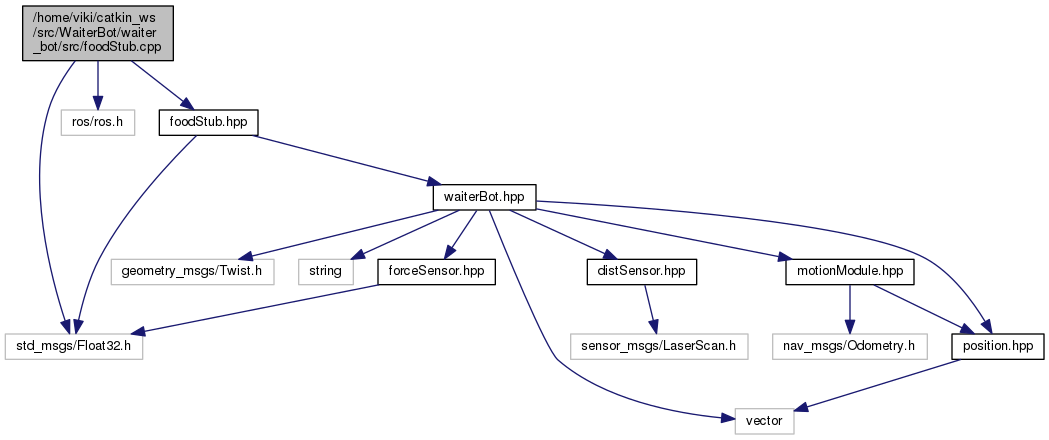 /home/viki/catkin_ws
/src/WaiterBot/waiter
_bot/src/foodStub.cpp
ros/ros.h
foodStub.hpp
waiterBot.hpp
geometry_msgs/Twist.h
string
forceSensor.hpp
distSensor.hpp
motionModule.hpp
std_msgs/Float32.h
sensor_msgs/LaserScan.h
nav_msgs/Odometry.h
position.hpp
vector